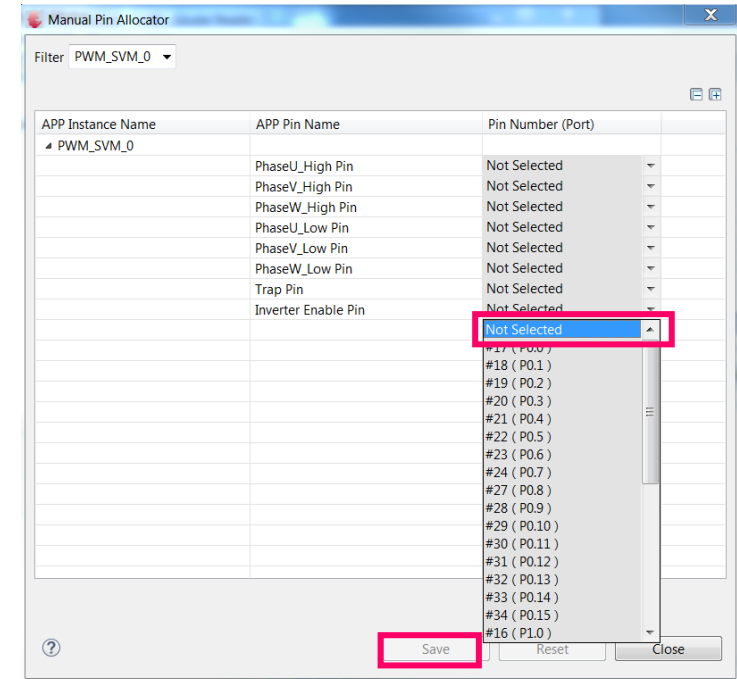 Manual Pin Allocator
X
Filter PWM_SVM_0
APP Instance Name APP Pin Name Pin Number (Port)
PWM_SVM_0
PhaseU_High Pin Not Selected
PhaseV_High Pin Not Selected
PhaseW_High Pin Not Selected
PhaseU_Low Pin Not Selected
PhaseV_Low Pin Not Selected
PhaseW_Low Pin Not Selected
Trap Pin Not Selected
Inverter Enable Pin Not Selected
Not Selected
#17 ( P0.0 )
#18 ( P0.1 )
#19 ( P0.2 )
#20 ( P0.3 )
#21 ( P0.4 )
#22 ( P0.5 )
#23 ( P0.6 )
#24 ( P0.7 )
#27 ( P0.8 )
#28 ( P0.9 )
#29 ( P0.10 )
#30 ( P0.11 )
#31 ( P0.12 )
#32 ( P0.13 )
#33 ( P0.14 )
#34 ( P0.15 )
#16 ( P1.0 )
? Save Reset Close